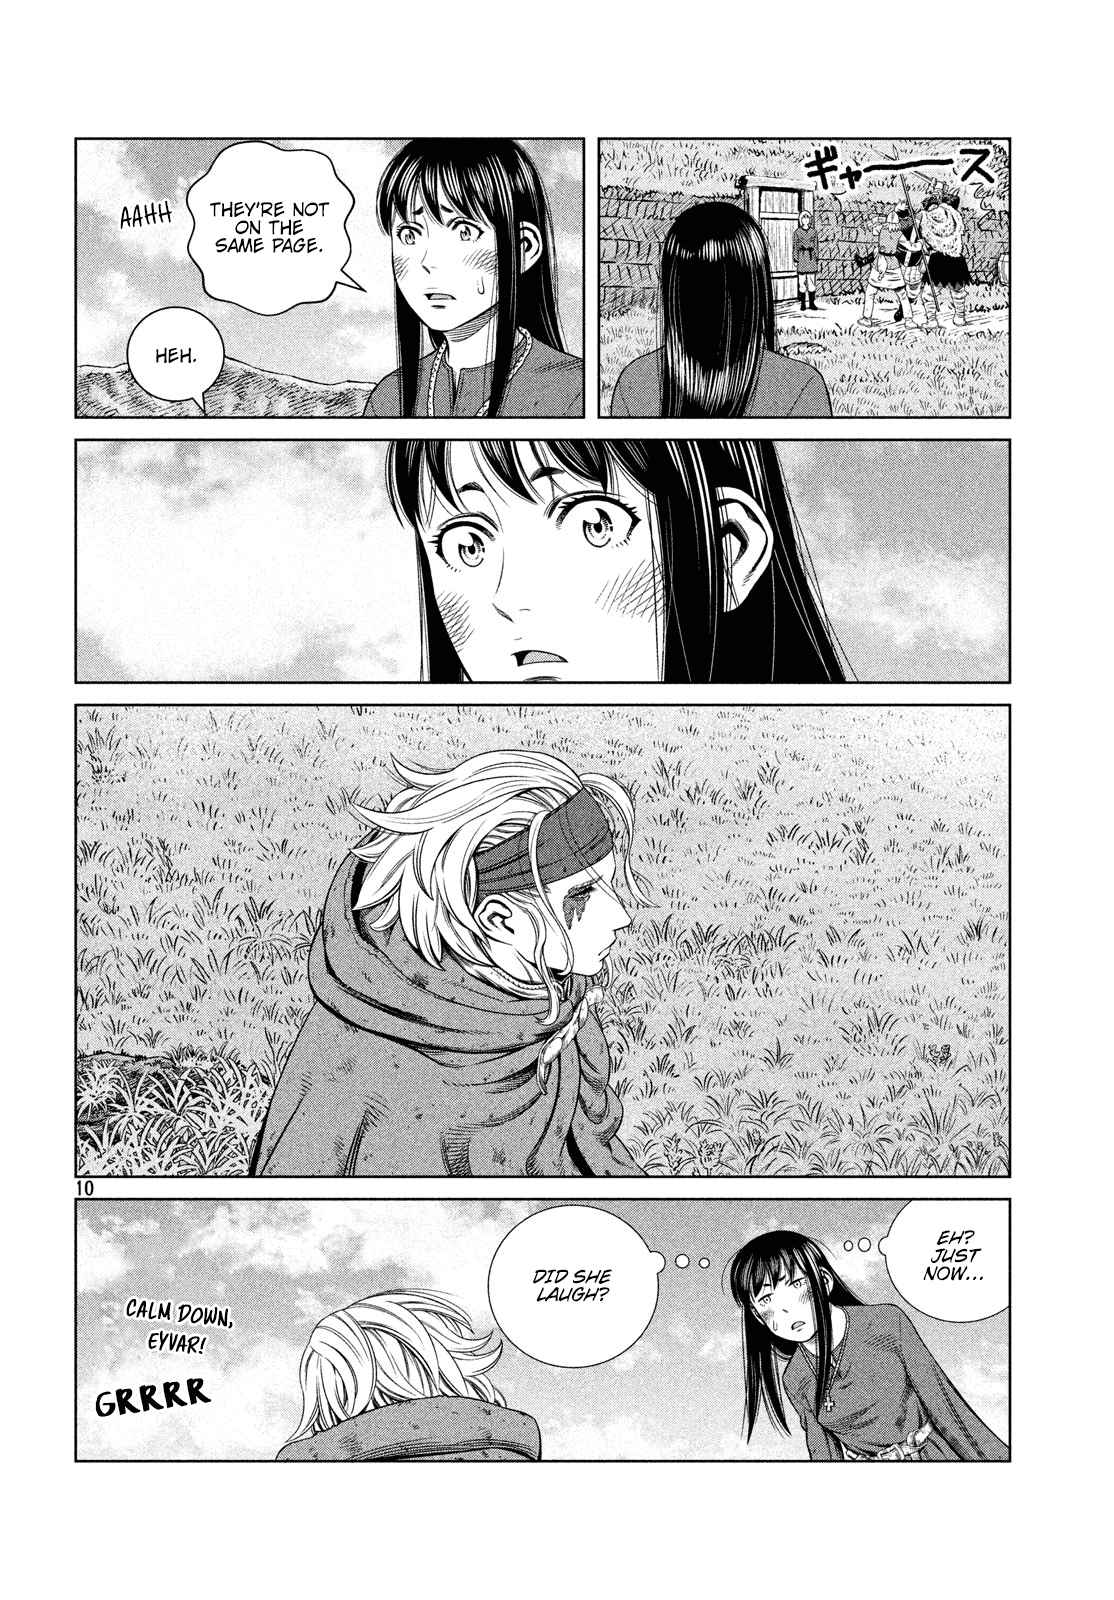 ギャーース
THEY'RE NOT
ON THE
SAME PAGE.
AAHH
HEH.
10
EH?
JUST
NOW...
DID SHE
LAUGH?
CALM DOWN,
EYVAR!
GRRRR